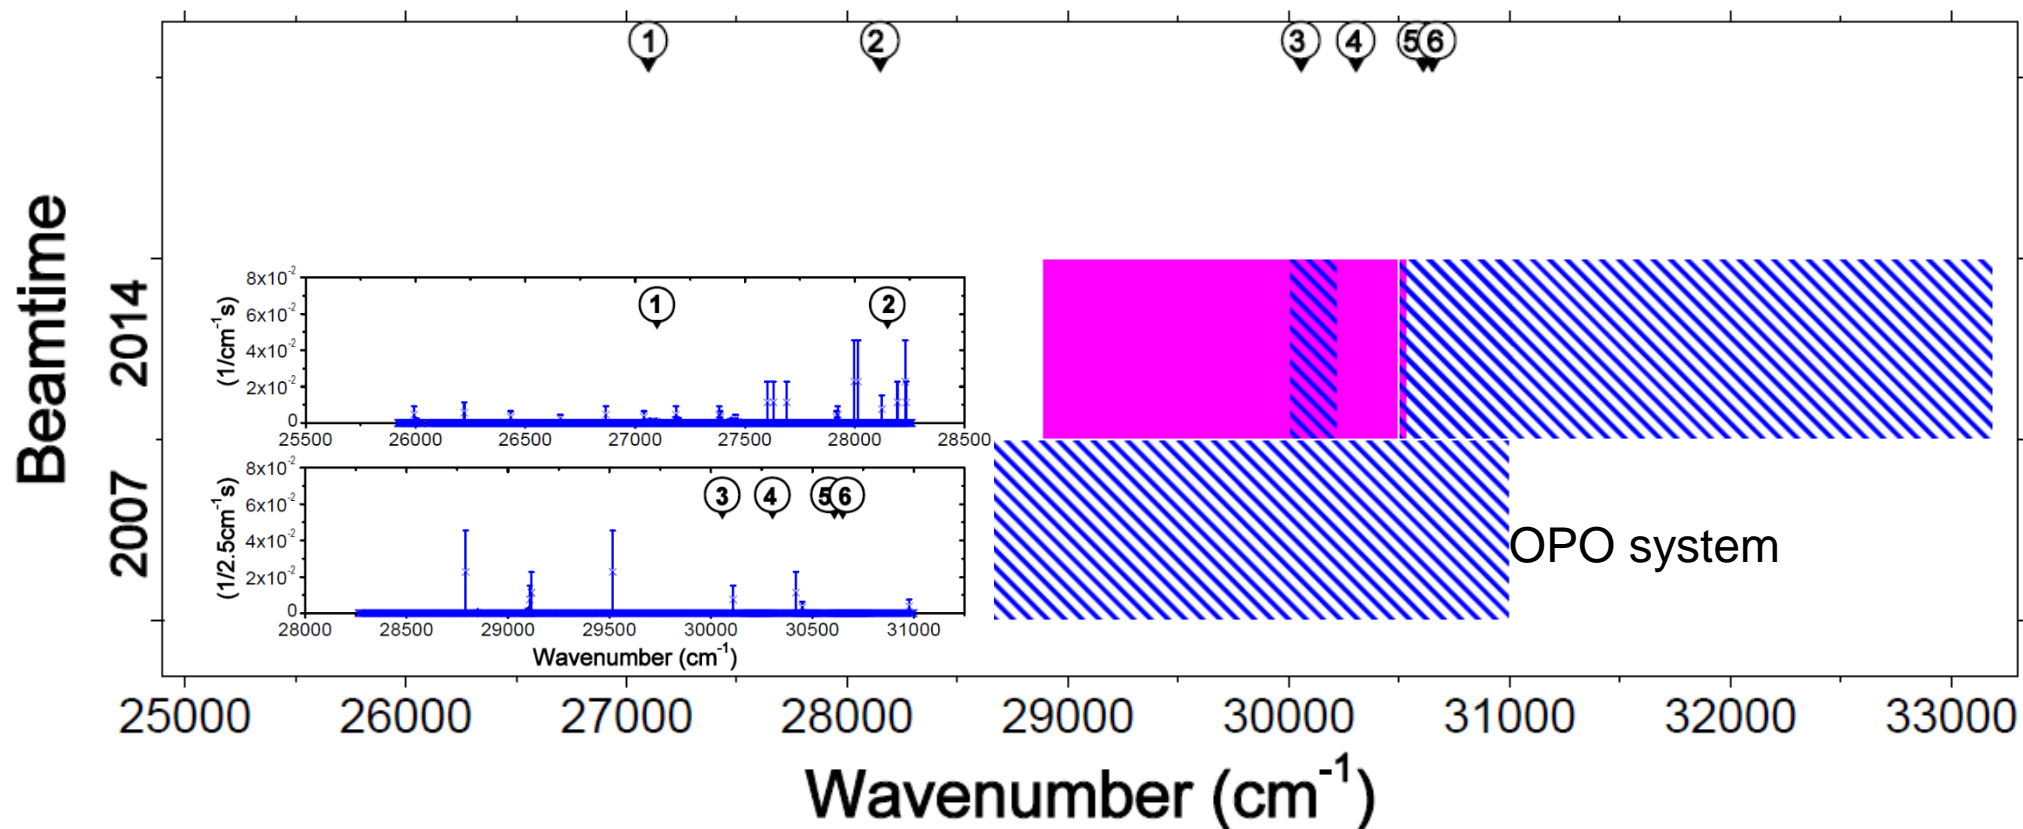 1 2 3 4 5 6
Beamtime
2014
2007
8x10-2
6x10-2
4x10-2
2x10-2
0
(1/cm-1s)
1 2
25500 26000 26500 27000 27500 28000 28500
8x10-2
6x10-2
4x10-2
2x10-2
0
(1/2.5cm-1s)
3 4 5 6
28000 28500 29000 29500 30000 30500 31000
Wavenumber (cm-1)
OPO system
25000 26000 27000 28000 29000 30000 31000 32000 33000
Wavenumber (cm-1)